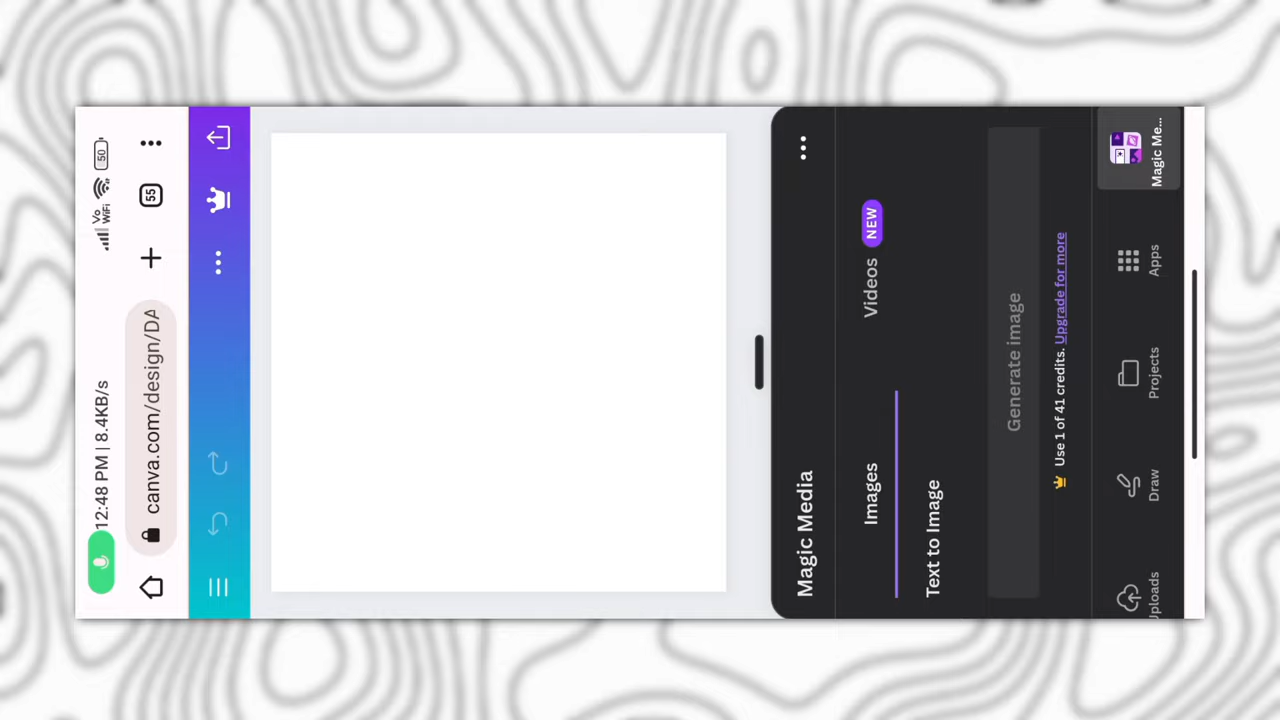 12:48 PM | 8.4KB/s
Vo
WiFi
50
canva.com/design/DA
55
Magic Media
Images
Videos
NEW
Text to Image
Generate image
Use 1 of 41 credits. Upgrade for more
Uploads
Draw
Projects
Apps
Magic Me...